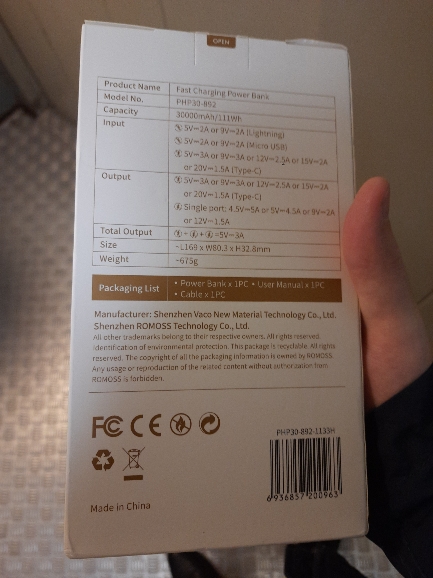 OPEN
Product Name Fast Charging Power Bank
Model No. PHP30-892
Capacity 30000mAh/111Wh
Input 5V⎓2A or 9V⎓2A (Lightning)
5V⎓2A or 9V⎓2A (Micro USB)
5V⎓3A or 9V⎓3A or 12V⎓2.5A or 15V⎓2A
or 20V⎓1.5A (Type-C)
Output 5V⎓3A or 9V⎓3A or 12V⎓2.5A or 15V⎓2A
or 20V⎓1.5A (Type-C)
Single port: 4.5V⎓5A or 5V⎓4.5A or 9V⎓2A
or 12V⎓1.5A
Total Output + + =5V⎓3A
Size ~L169 x W80.3 x H32.8mm
Weight ~675g
Packaging List • Power Bank x 1PC • User Manual x 1PC
• Cable x 1PC
Manufacturer: Shenzhen Vaco New Material Technology Co., Ltd.
Shenzhen ROMOSS Technology Co., Ltd.
All other trademarks belong to their respective owners. All rights reserved.
Identification of environmental protection. This package is recyclable. All rights
reserved. The copyright of all the packaging information is owned by ROMOSS.
Any usage or reproduction of the related content without authorization from
ROMOSS is forbidden.
FC CE
PHP30-892-1133H
6 936857 200963
Made in China